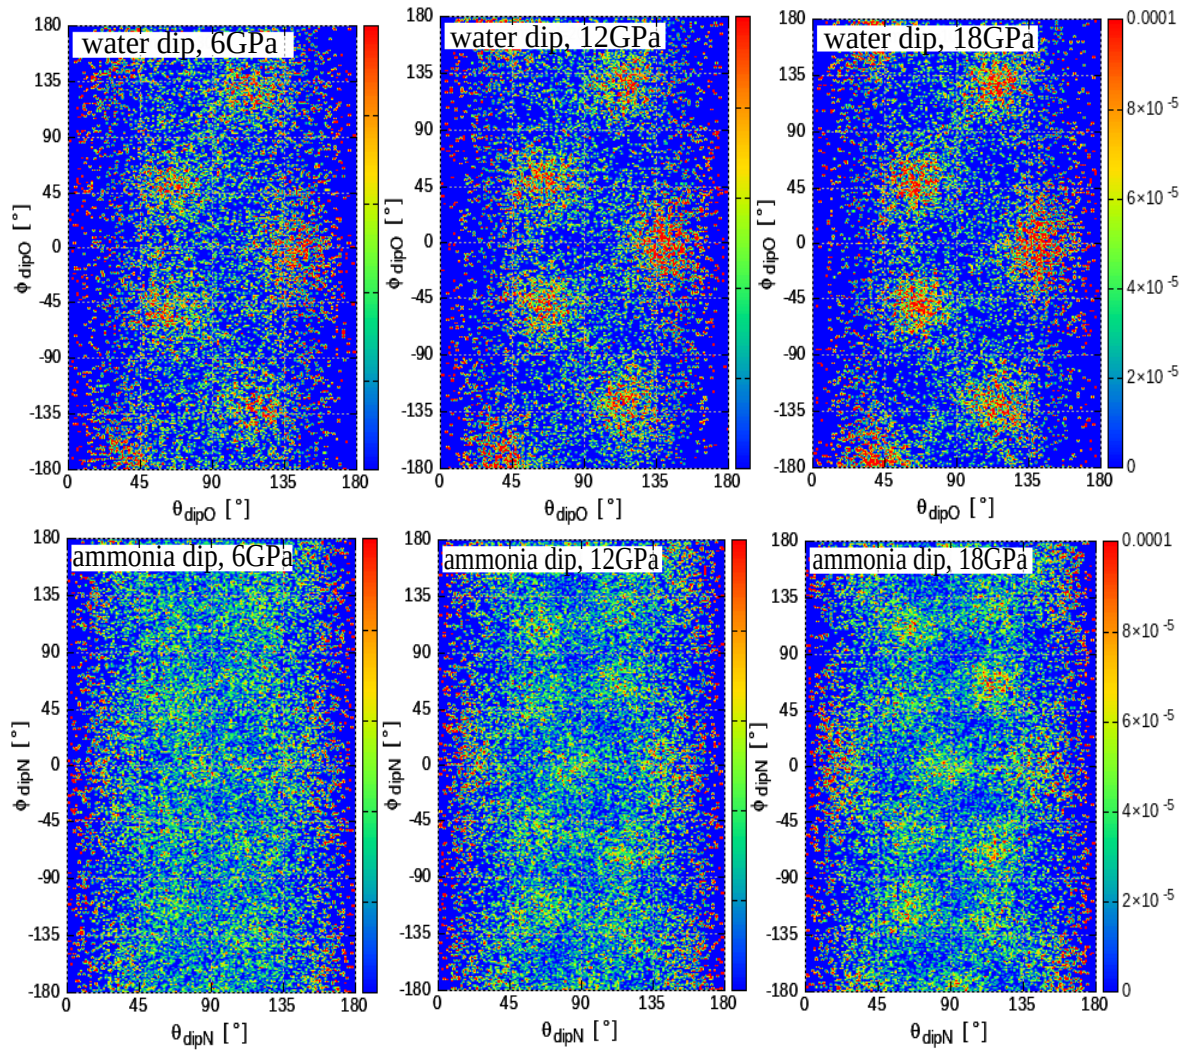 water dip, 6GPa
180
135
90
45
0
-45
-90
-135
-180
ϕ dipO [°]
0 45 90 135 180
θ dipO [°]
water dip, 12GPa
180
135
90
45
0
-45
-90
-135
-180
ϕ dipO [°]
0 45 90 135 180
θ dipO [°]
water dip, 18GPa
180
135
90
45
0
-45
-90
-135
-180
ϕ dipO [°]
0 45 90 135 180
θ dipO [°]
0.0001
8×10 -5
6×10 -5
4×10 -5
2×10 -5
0
ammonia dip, 6GPa
180
135
90
45
0
-45
-90
-135
-180
ϕ dipN [°]
0 45 90 135 180
θ dipN [°]
ammonia dip, 12GPa
180
135
90
45
0
-45
-90
-135
-180
ϕ dipN [°]
0 45 90 135 180
θ dipN [°]
ammonia dip, 18GPa
180
135
90
45
0
-45
-90
-135
-180
ϕ dipN [°]
0 45 90 135 180
θ dipN [°]
0.0001
8×10 -5
6×10 -5
4×10 -5
2×10 -5
0